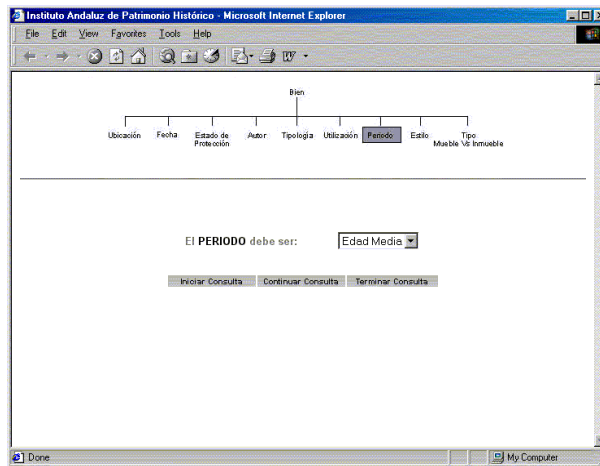 Instituto Andaluz de Patrimonio Histórico - Microsoft Internet Explorer
File Edit View Favorites Tools Help
Bien
Ubicación Fecha Estado de Protección Autor Tipología Utilización Periodo Estilo Tipo Mueble Vs Inmueble
El PERIODO debe ser: Edad Media
Iniciar Consulta Continuar Consulta Terminar Consulta
Done My Computer